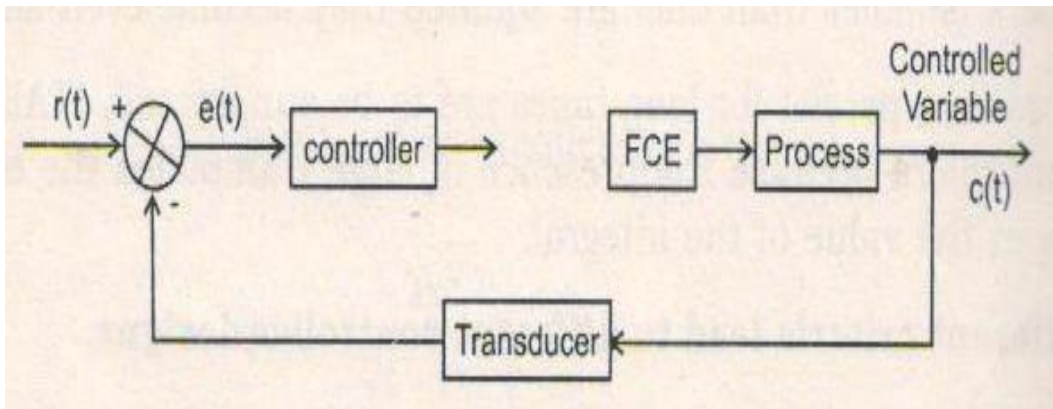 Controlled
Variable
r(t) + e(t)
controller
FCE
Process
c(t)
-
Transducer